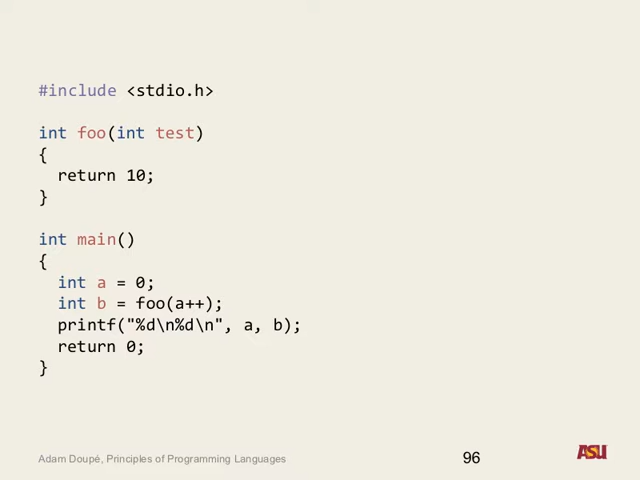 #include <stdio.h>
int foo(int test)
{
return 10;
}
int main()
{
int a = 0;
int b = foo(a++);
printf("%d\n%d\n", a, b);
return 0;
}
Adam Doupé, Principles of Programming Languages
96
ASU